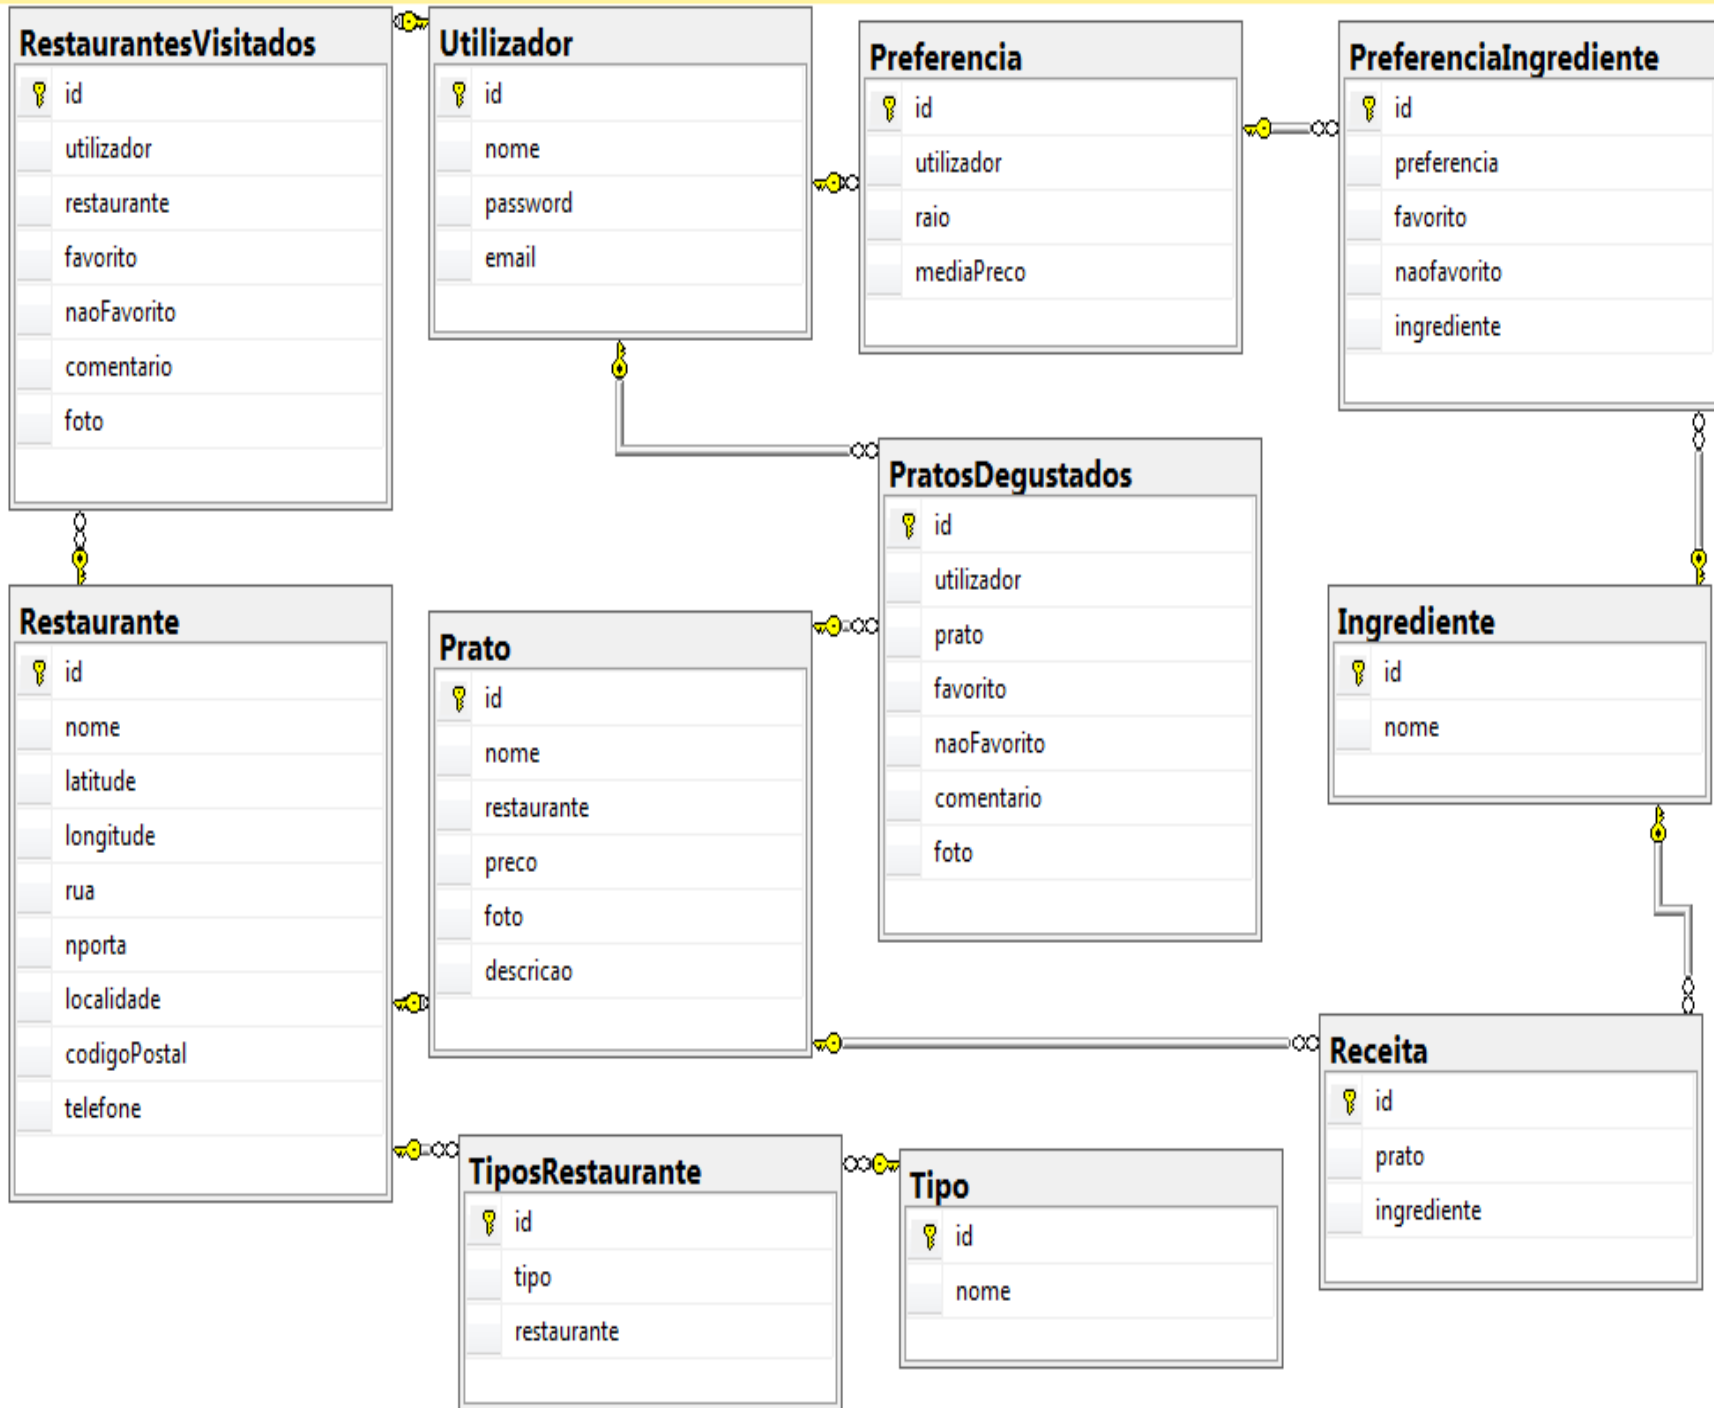 RestaurantesVisitados
id
utilizador
restaurante
favorito
naoFavorito
comentario
foto
Utilizador
id
nome
password
email
Preferencia
id
utilizador
raio
mediaPreco
PreferenciaIngrediente
id
preferencia
favorito
naofavorito
ingrediente
PratosDegustados
id
utilizador
prato
favorito
naoFavorito
comentario
foto
Restaurante
id
nome
latitude
longitude
rua
nporta
localidade
codigoPostal
telefone
Prato
id
nome
restaurante
preco
foto
descricao
Ingrediente
id
nome
Receita
id
prato
ingrediente
TiposRestaurante
id
tipo
restaurante
Tipo
id
nome